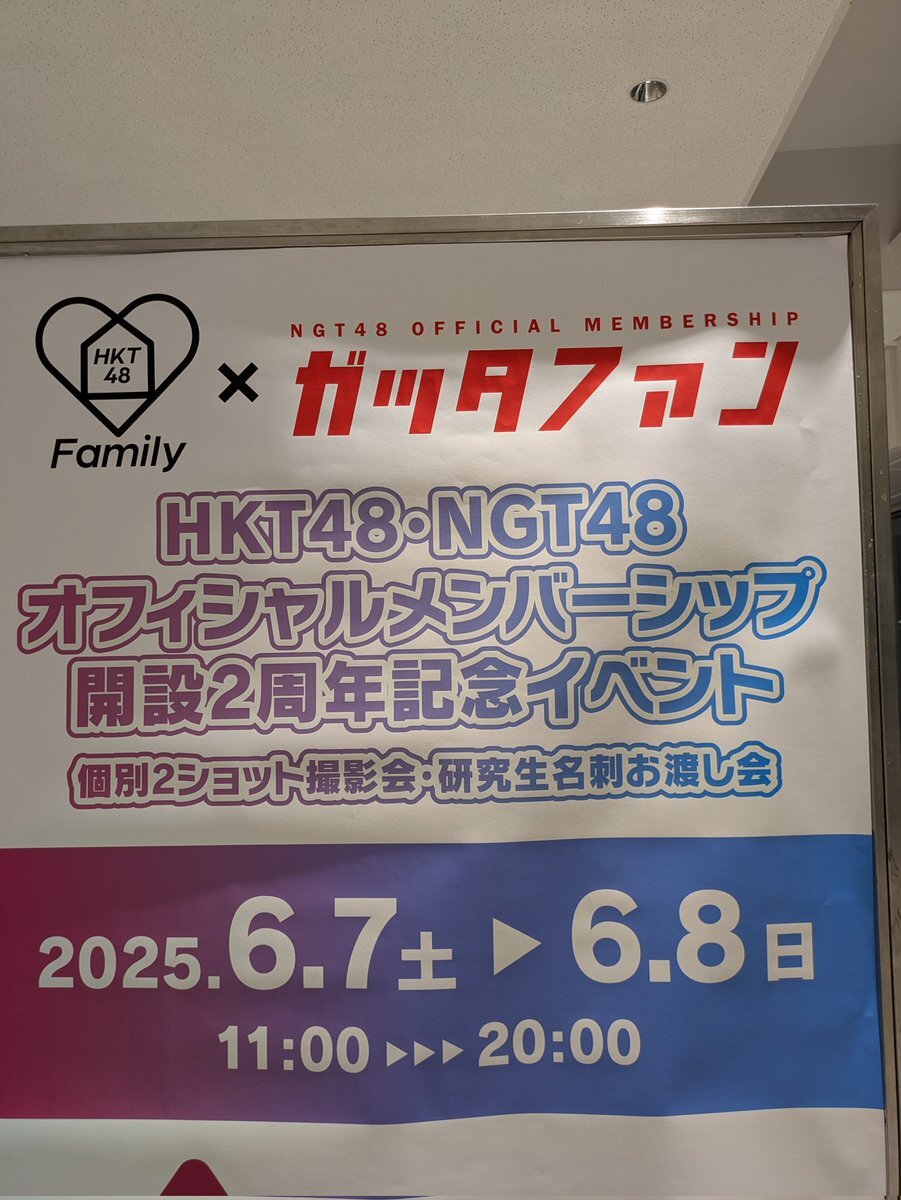 HKT
48
Family
×
NGT48 OFFICIAL MEMBERSHIP
ガッタファン
HKT48・NGT48
オフィシャルメンバーシップ
開設2周年記念イベント
個別2ショット撮影会・研究生名刺お渡し会
2025.6.7土▶6.8日
11:00▶▶▶20:00